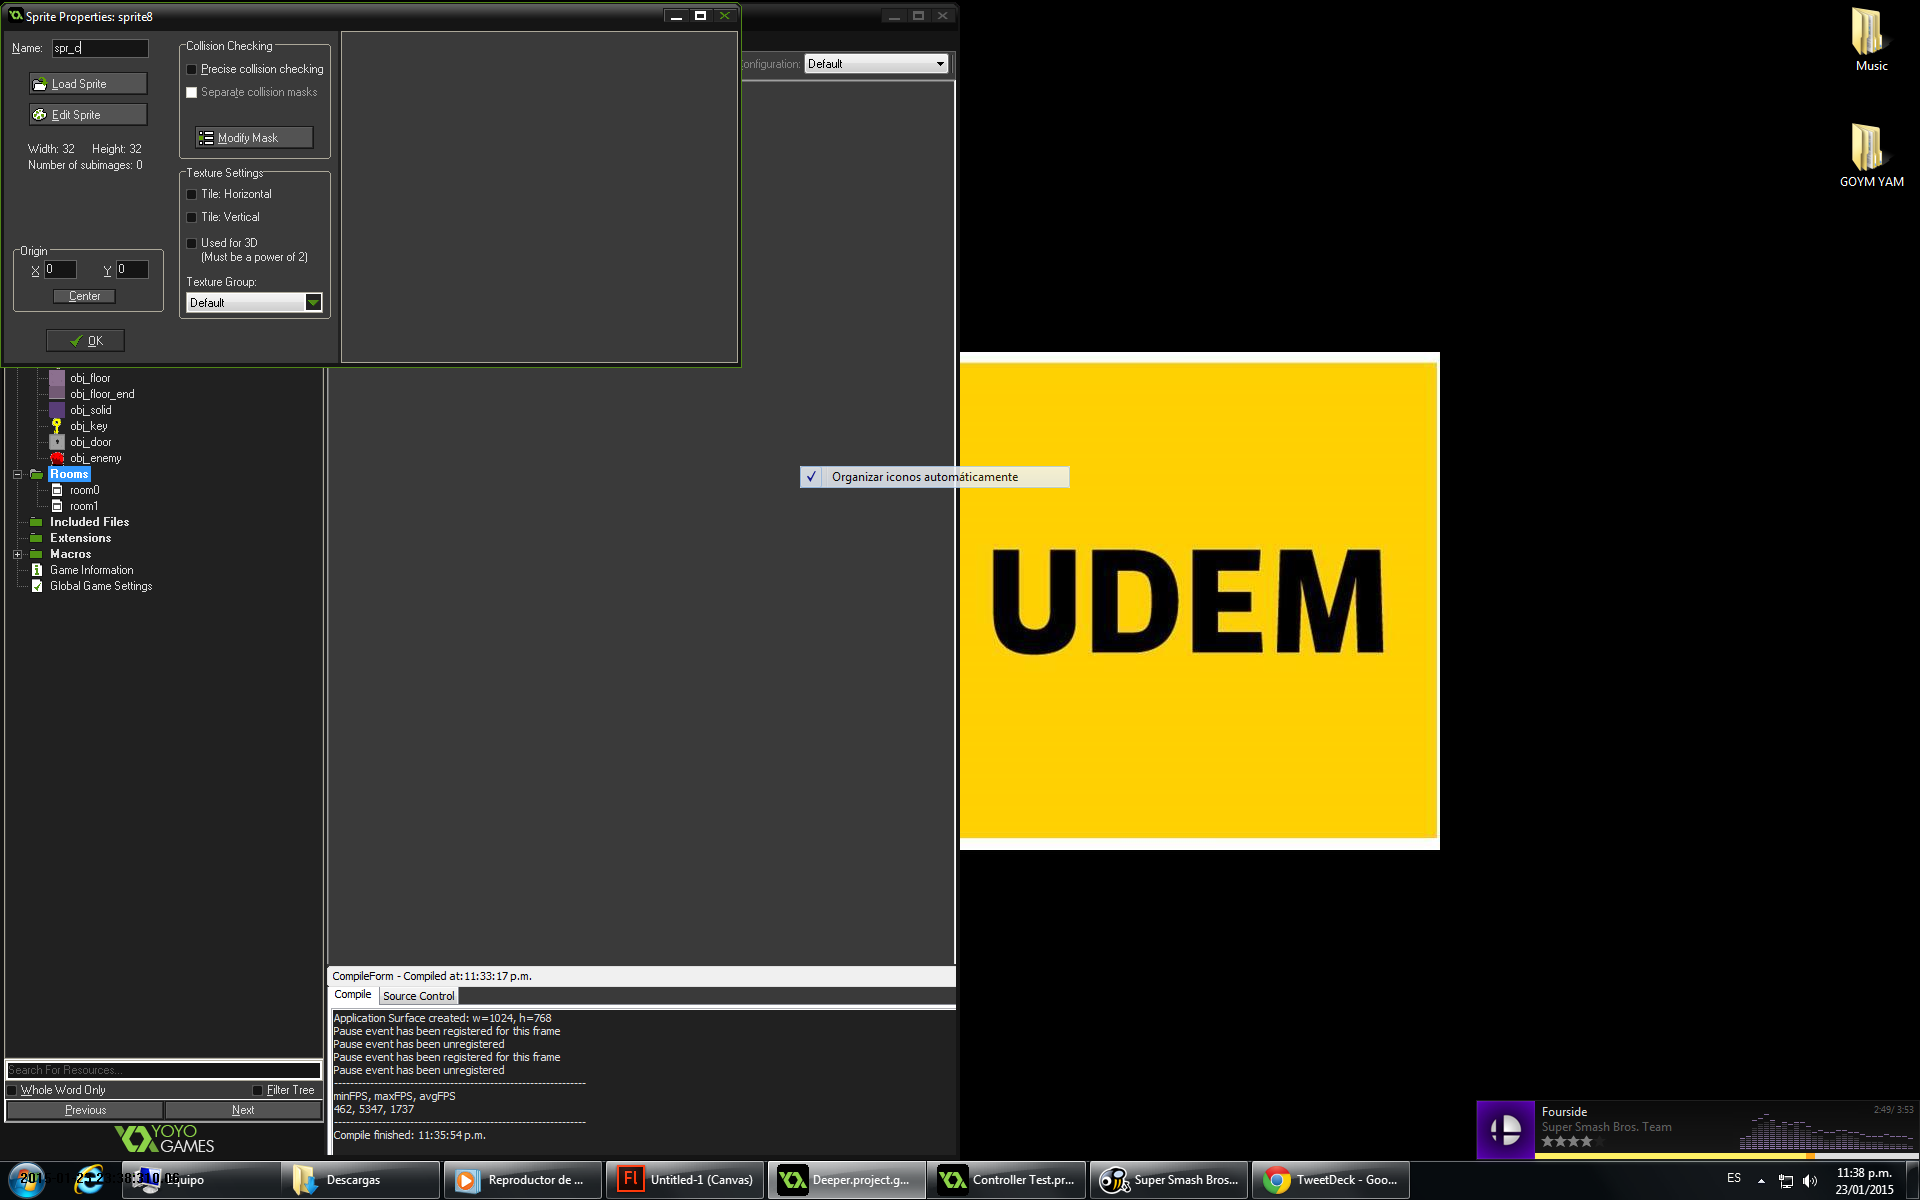 Sprite Properties: sprite8
Name: spr_c
Load Sprite
Edit Sprite
Width: 32 Height: 32
Number of subimages: 0
Origin
X 0 Y 0
Center
OK
Collision Checking
Precise collision checking
Separate collision masks
Modify Mask
Texture Settings
Tile: Horizontal
Tile: Vertical
Used for 3D
(Must be a power of 2)
Texture Group:
Default
onfiguration: Default
Music
GOYM YAM
obj_floor
obj_floor_end
obj_solid
obj_key
obj_door
obj_enemy
Rooms
room0
room1
Included Files
Extensions
Macros
Game Information
Global Game Settings
Organizar iconos automáticamente
UDEM
CompileForm - Compiled at: 11:33:17 p.m.
Compile Source Control
Application Surface created: w=1024, h=768
Pause event has been registered for this frame
Pause event has been unregistered
Pause event has been registered for this frame
Pause event has been unregistered
minFPS, maxFPS, avgFPS
462, 5347, 1737
Compile finished: 11:35:54 p.m.
Search For Resources...
Whole Word Only Filter Tree
Previous Next
YOYO
GAMES
Fourside 2:49/ 3:53
Super Smash Bros. Team
Equipo Descargas Reproductor de ... Fl Untitled-1 (Canvas) Deeper.project.g... Controller Test.pr... Super Smash Bros... TweetDeck - Goo...
ES 11:38 p.m.
23/01/2015